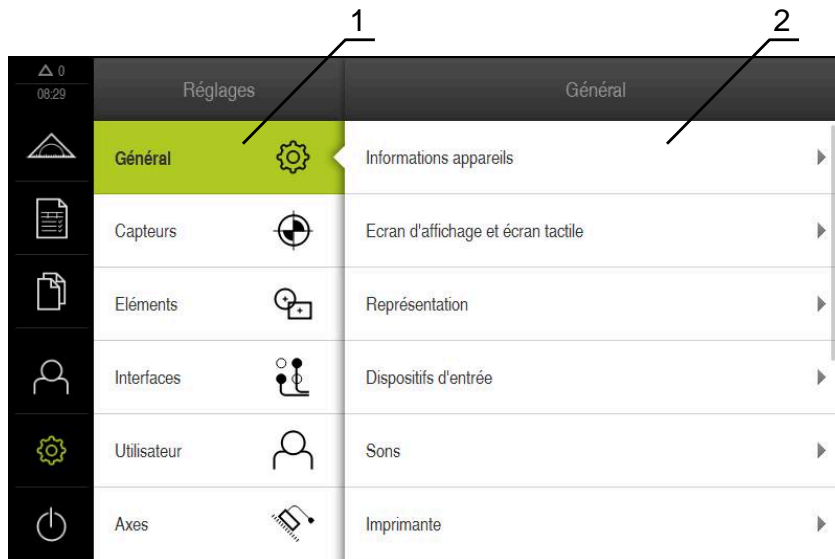 1
2
0
08:29
Réglages
Général
Général
Informations appareils
Capteurs
Ecran d'affichage et écran tactile
Eléments
Représentation
Interfaces
Dispositifs d'entrée
Utilisateur
Sons
Axes
Imprimante